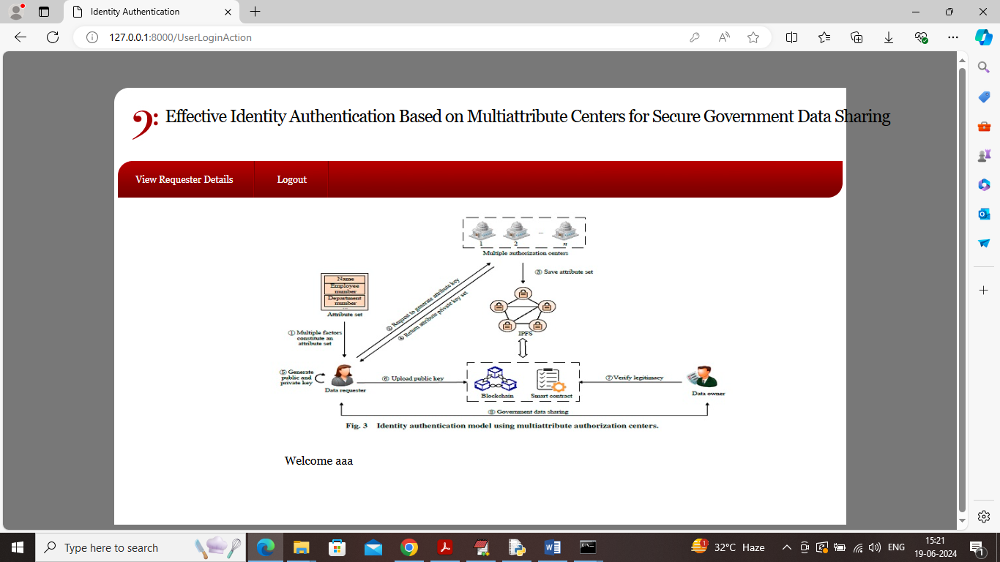 Identity Authentication
127.0.0.1:8000/UserLoginAction
Effective Identity Authentication Based on Multiattribute Centers for Secure Government Data Sharing
View Requester Details
Logout
1
2
...
n
Multiple authorization centers
③ Save attribute set
Name
Employee
number
Department
number
...
Attribute set
② Request to generate attribute key
④ Return attribute private key set
① Multiple factors
constitute an
attribute set
IPFS
⑤ Generate
public and
private key
Data requester
⑥ Upload public key
Blockchain
Smart contract
⑦ Verify legitimacy
Data owner
⑧ Government data sharing
Fig. 3 Identity authentication model using multiattribute authorization centers.
Welcome aaa
Type here to search
1
32°C Haze
ENG
15:21
19-06-2024
1